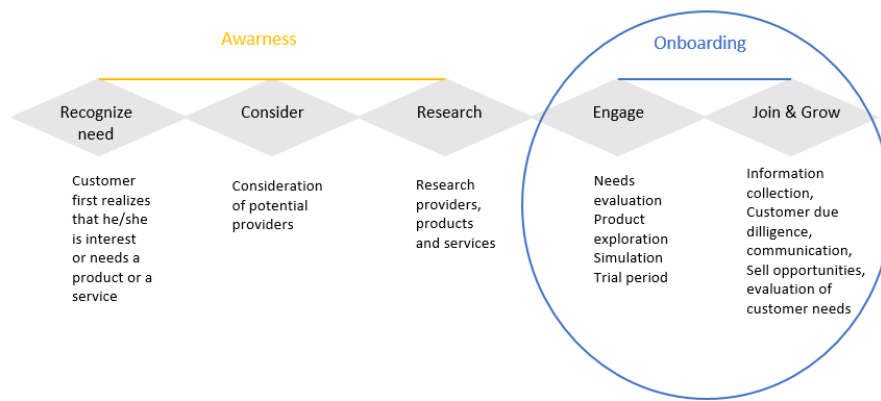 Awarness
Onboarding
Recognize
need
Consider
Research
Engage
Join & Grow
Customer
first realizes
that he/she
is interest
or needs a
product or a
service
Consideration
of potential
providers
Research
providers,
products
and services
Needs
evaluation
Product
exploration
Simulation
Trial period
Information
collection,
Customer due
dilligence,
communication,
Sell opportunities,
evaluation of
customer needs